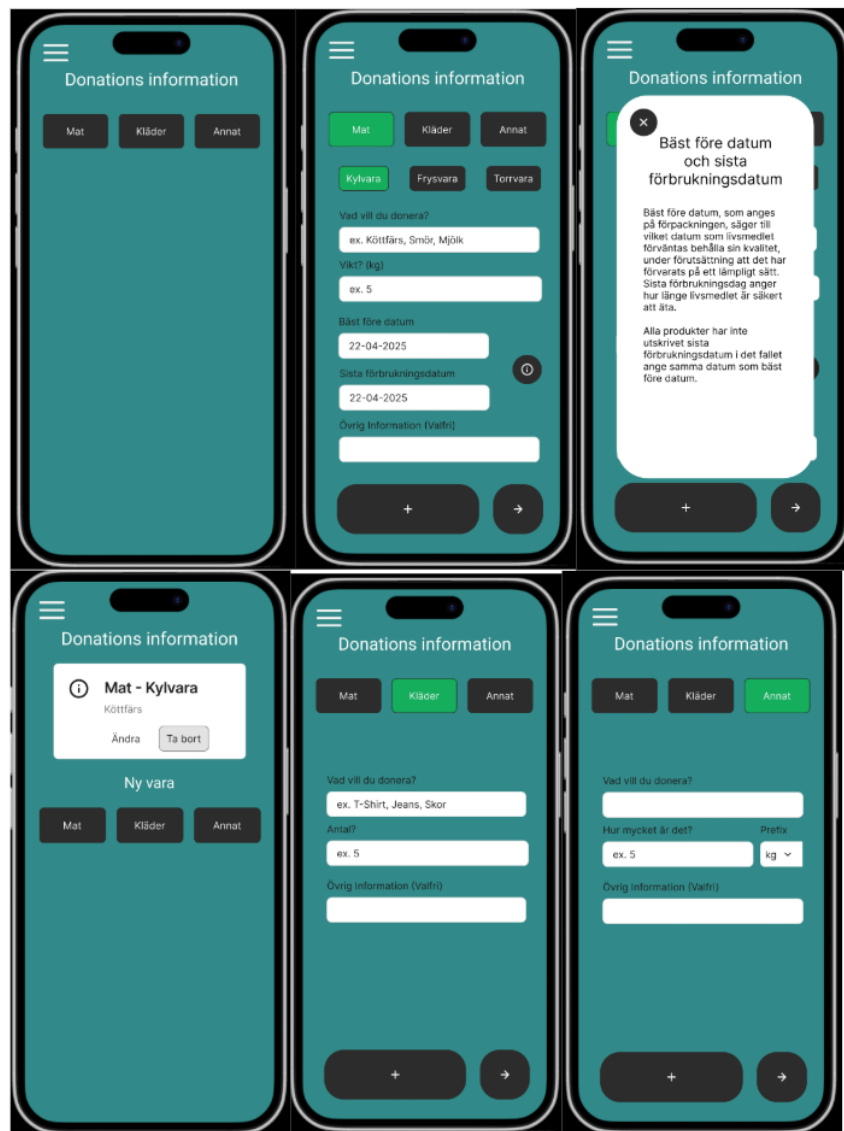 Donations information
Mat Kläder Annat
Donations information
Mat Kläder Annat
Kylvara Frysvara Torrvara
Vad vill du donera?
ex. Köttfärs, Smör, Mjölk
Vikt? (kg)
ex. 5
Bäst före datum
22-04-2025
Sista förbrukningsdatum
22-04-2025
Övrig Information (Valfri)
+ →
Donations information
Bäst före datum
och sista
förbrukningsdatum
Bäst före datum, som anges
på förpackningen, säger till
vilket datum som livsmedlet
förväntas behålla sin kvalitet,
under förutsättning att det har
förvarats på ett lämpligt sätt.
Sista förbrukningsdag anger
hur länge livsmedlet är säkert
att äta.
Alla produkter har inte
utskrivet sista
förbrukningsdatum i det fallet
ange samma datum som bäst
före datum.
+ →
Donations information
Mat - Kylvara
Köttfärs
Ändra Ta bort
Ny vara
Mat Kläder Annat
Donations information
Mat Kläder Annat
Vad vill du donera?
ex. T-Shirt, Jeans, Skor
Antal?
ex. 5
Övrig Information (Valfri)
+ →
Donations information
Mat Kläder Annat
Vad vill du donera?
Hur mycket är det? Prefix
ex. 5 kg
Övrig Information (Valfri)
+ →